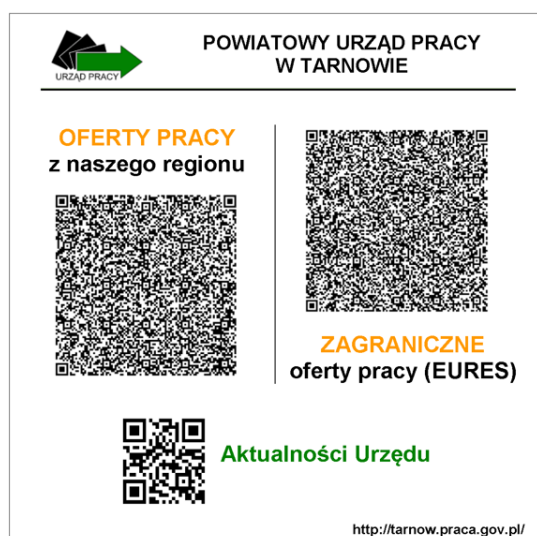 URZĄD PRACY
POWIATOWY URZĄD PRACY
W TARNOWIE
OFERTY PRACY
z naszego regionu
ZAGRANICZNE
oferty pracy (EURES)
Aktualności Urzędu
http://tarnow.praca.gov.pl/